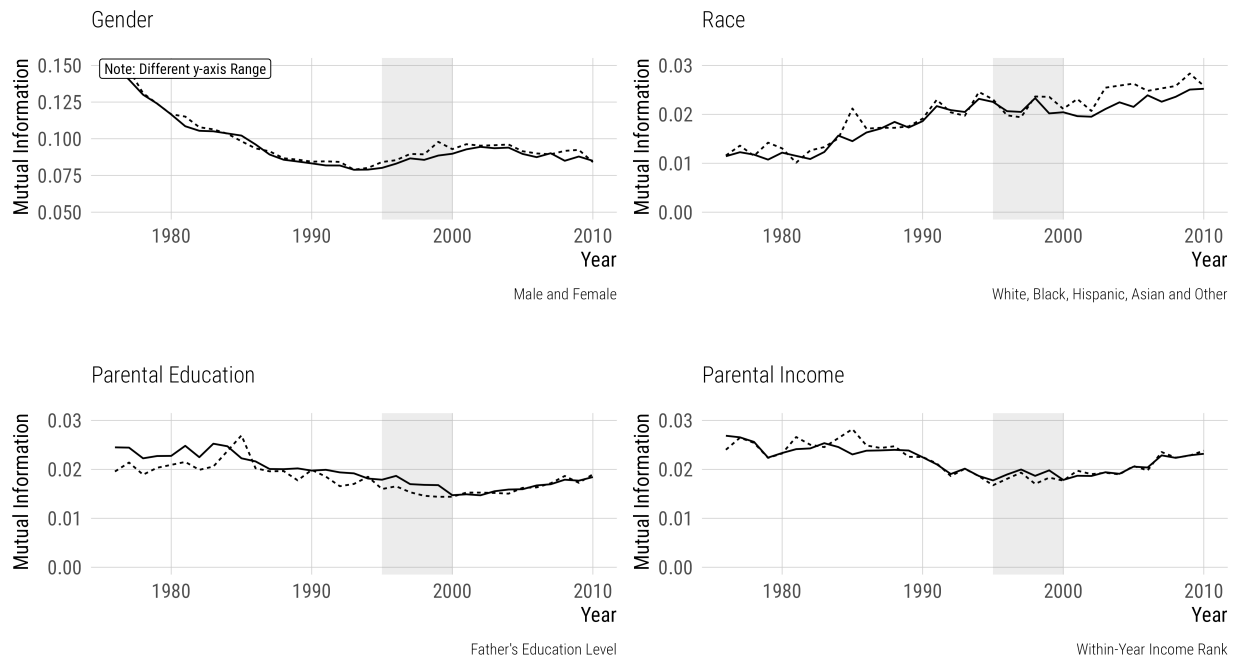 Gender
Mutual Information
0.150
0.125
0.100
0.075
0.050
Note: Different y-axis Range
1980
1990
2000
2010
Year
Male and Female
Race
Mutual Information
0.03
0.02
0.01
0.00
1980
1990
2000
2010
Year
White, Black, Hispanic, Asian and Other
Parental Education
Mutual Information
0.03
0.02
0.01
0.00
1980
1990
2000
2010
Year
Father's Education Level
Parental Income
Mutual Information
0.03
0.02
0.01
0.00
1980
1990
2000
2010
Year
Within-Year Income Rank